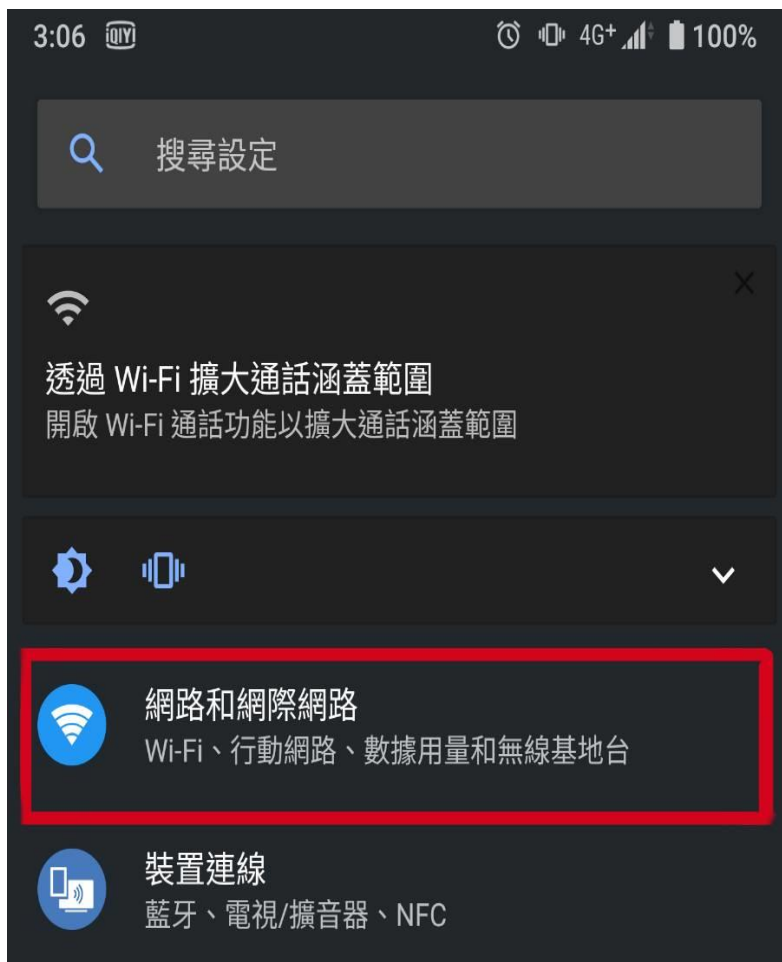 3:06 iQIYI 4G+ 100%
搜尋設定
透過 Wi-Fi 擴大通話涵蓋範圍
開啟 Wi-Fi 通話功能以擴大通話涵蓋範圍
網路和網際網路
Wi-Fi、行動網路、數據用量和無線基地台
裝置連線
藍牙、電視/擴音器、NFC